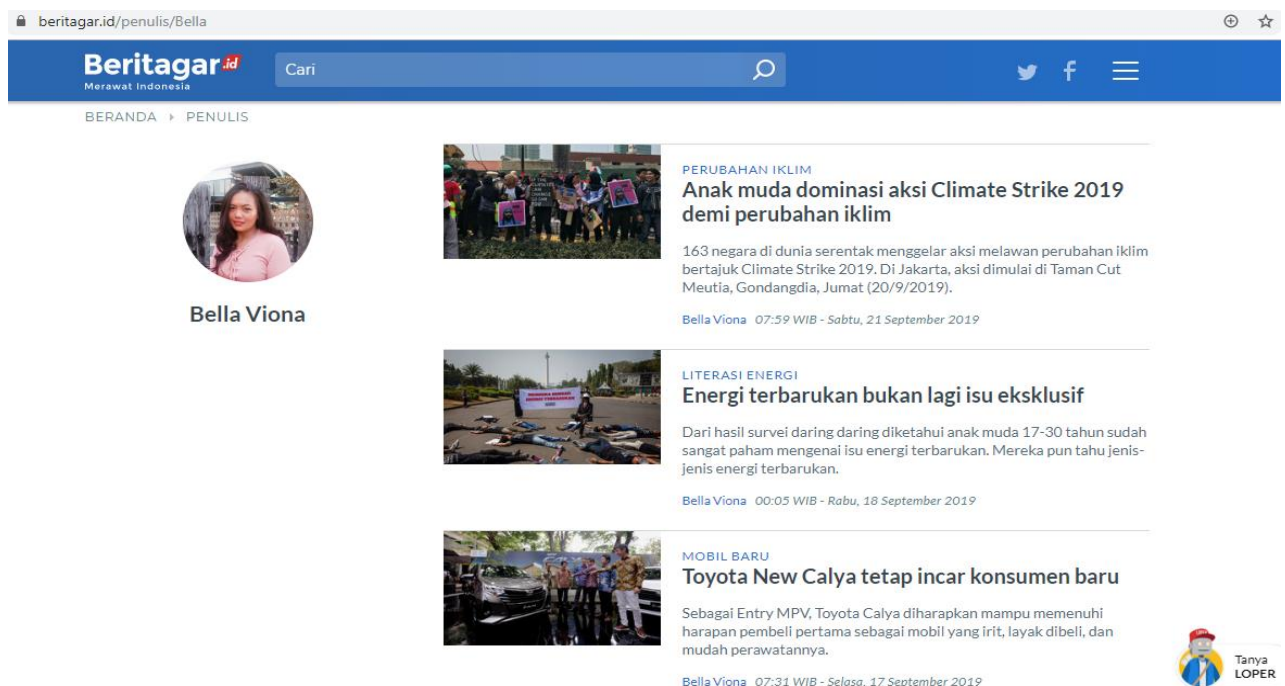 beritagar.id/penulis/Bella
Beritagar.id
Merawat Indonesia
Cari
BERANDA
PENULIS
Bella Viona
PERUBAHAN IKLIM
Anak muda dominasi aksi Climate Strike 2019
demi perubahan iklim
163 negara di dunia serentak menggelar aksi melawan perubahan iklim
bertajuk Climate Strike 2019. Di Jakarta, aksi dimulai di Taman Cut
Meutia, Gondangdia, Jumat (20/9/2019).
Bella Viona 07:59 WIB - Sabtu, 21 September 2019
LITERASI ENERGI
Energi terbarukan bukan lagi isu eksklusif
Dari hasil survei daring daring diketahui anak muda 17-30 tahun sudah
sangat paham mengenai isu energi terbarukan. Mereka pun tahu jenis-
jenis energi terbarukan.
Bella Viona 00:05 WIB - Rabu, 18 September 2019
MOBIL BARU
Toyota New Calya tetap incar konsumen baru
Sebagai Entry MPV, Toyota Calya diharapkan mampu memenuhi
harapan pembeli pertama sebagai mobil yang irit, layak dibeli, dan
mudah perawatannya.
Bella Viona 07:31 WIB - Selasa, 17 September 2019
Tanya
LOPER